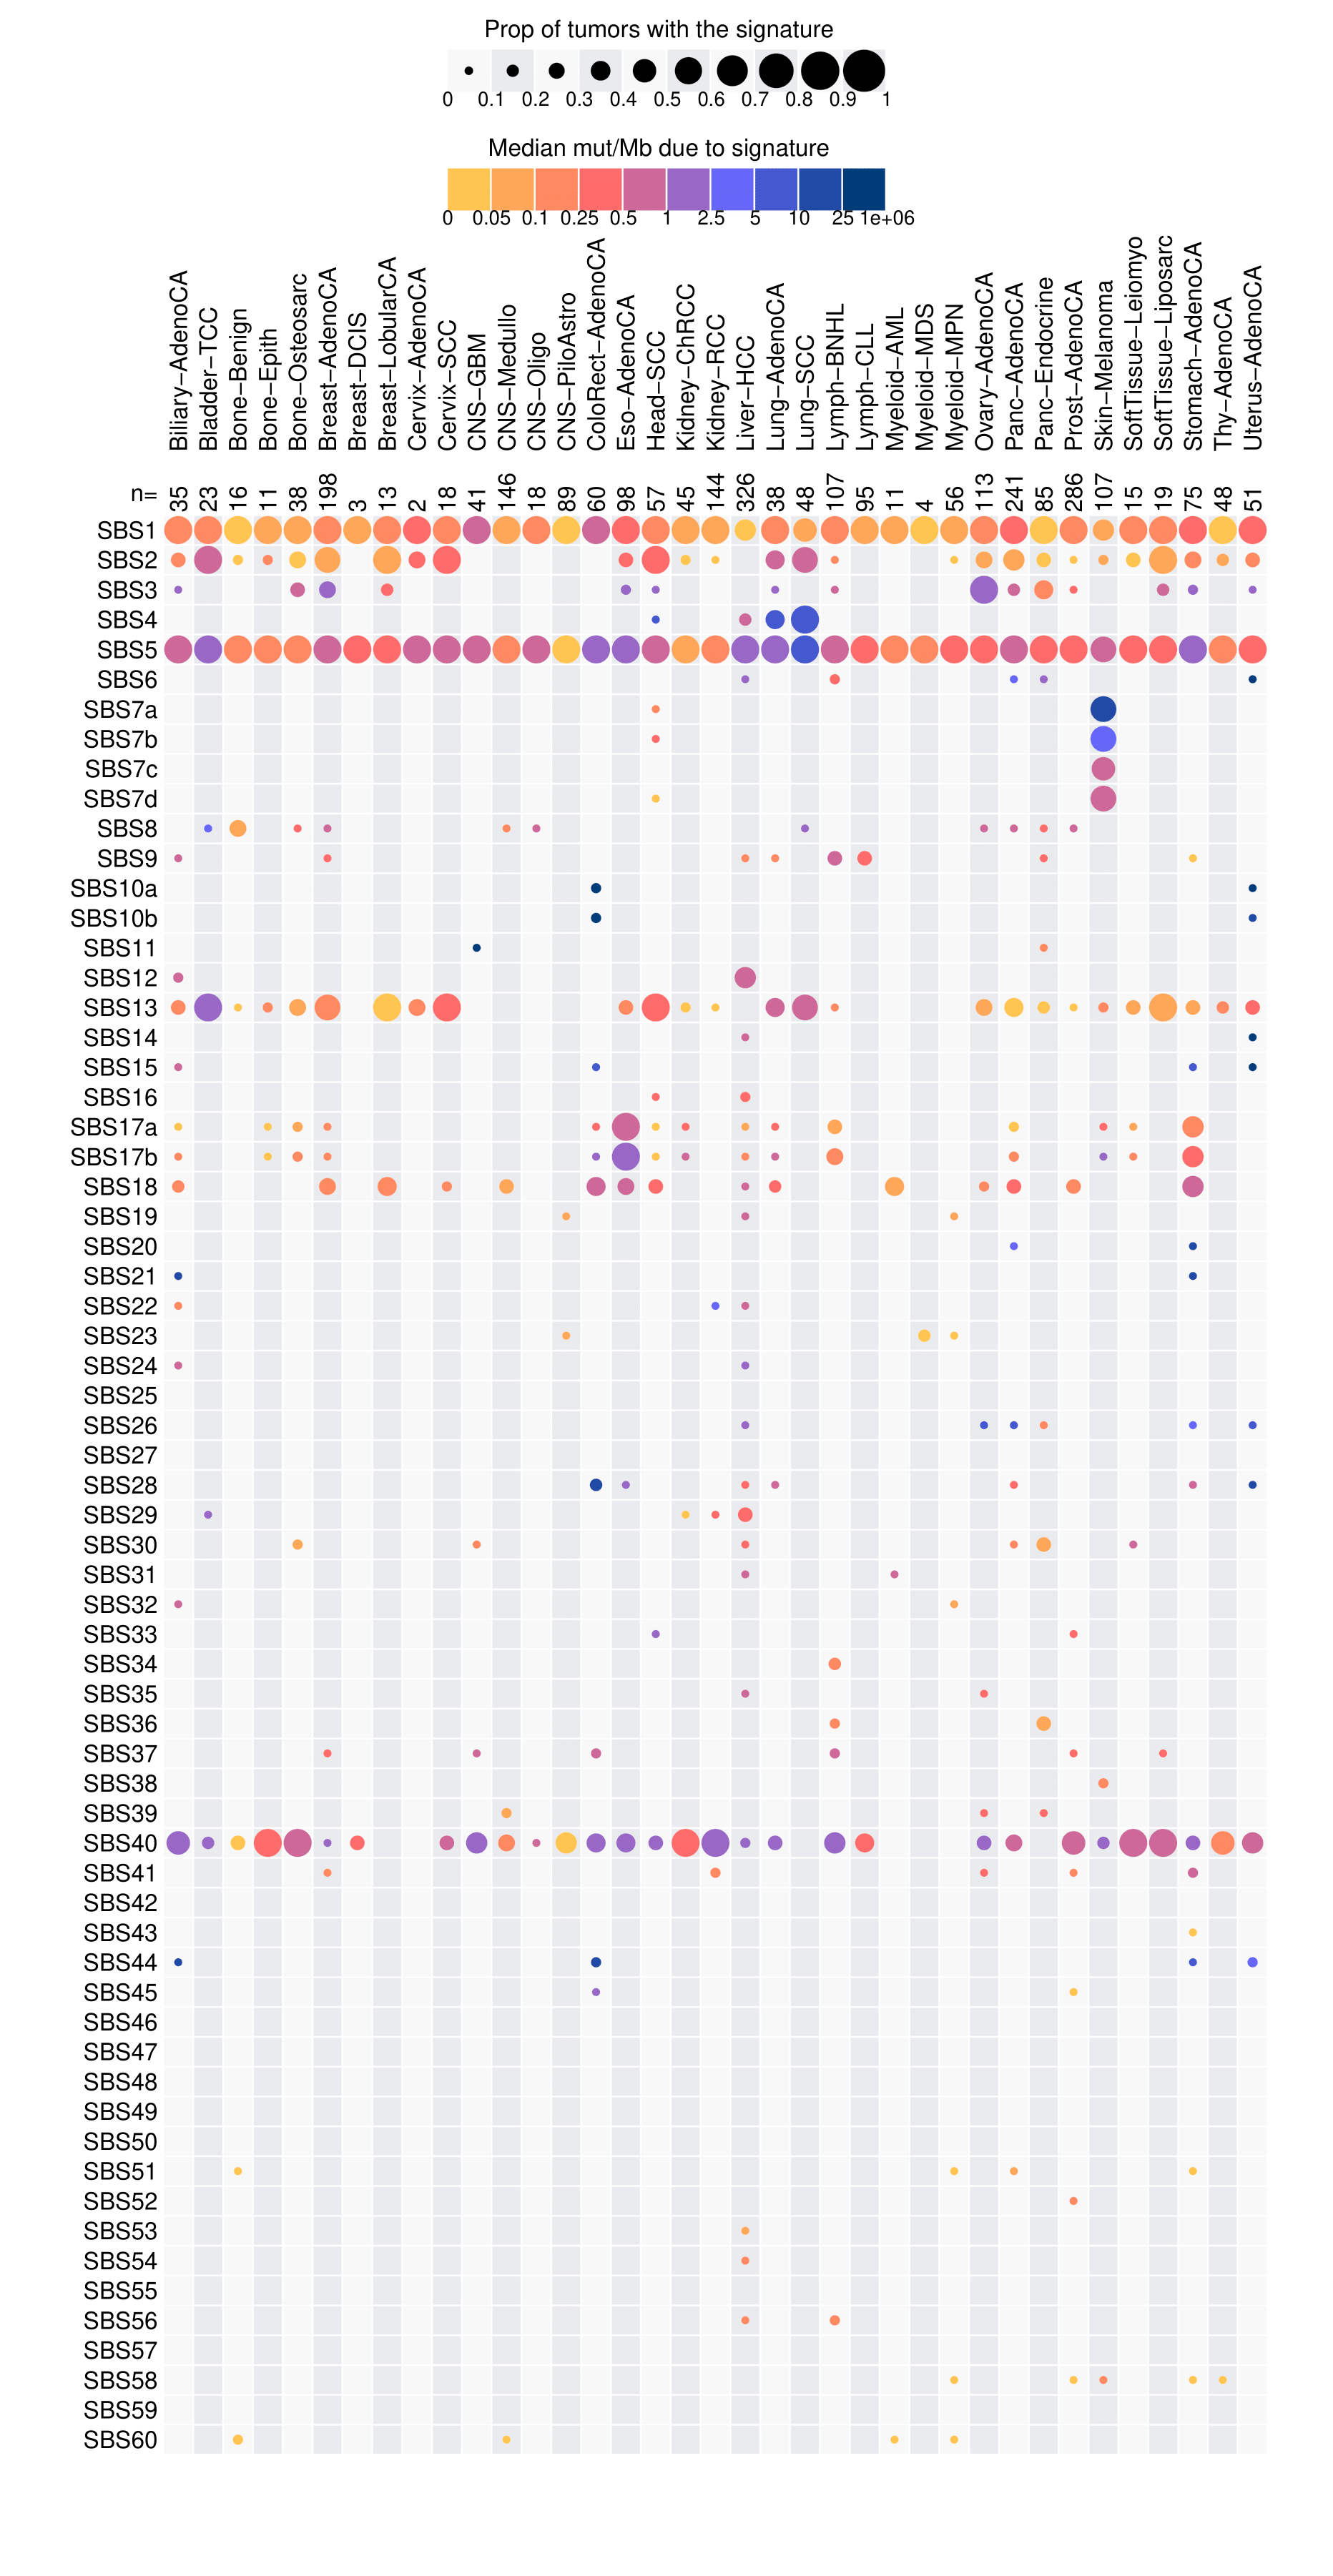 Prop of tumors with the signature
0 0.1 0.2 0.3 0.4 0.5 0.6 0.7 0.8 0.9 1
Median mut/Mb due to signature
0 0.05 0.1 0.25 0.5 1 2.5 5 10 25 1e+06
Biliary−AdenoCA
Bladder−TCC
Bone−Benign
Bone−Epith
Bone−Osteosarc
Breast−AdenoCA
Breast−DCIS
Breast−LobularCA
Cervix−AdenoCA
Cervix−SCC
CNS−GBM
CNS−Medullo
CNS−Oligo
CNS−PiloAstro
ColoRect−AdenoCA
Eso−AdenoCA
Head−SCC
Kidney−ChRCC
Kidney−RCC
Liver−HCC
Lung−AdenoCA
Lung−SCC
Lymph−BNHL
Lymph−CLL
Myeloid−AML
Myeloid−MDS
Myeloid−MPN
Ovary−AdenoCA
Panc−AdenoCA
Panc−Endocrine
Prost−AdenoCA
Skin−Melanoma
SoftTissue−Leiomyo
SoftTissue−Liposarc
Stomach−AdenoCA
Thy−AdenoCA
Uterus−AdenoCA
n= 35 23 16 11 38 198 3 13 2 18 41 146 18 89 60 98 57 45 144 326 38 48 107 95 11 4 56 113 241 85 286 107 15 19 75 48 51
SBS1
SBS2
SBS3
SBS4
SBS5
SBS6
SBS7a
SBS7b
SBS7c
SBS7d
SBS8
SBS9
SBS10a
SBS10b
SBS11
SBS12
SBS13
SBS14
SBS15
SBS16
SBS17a
SBS17b
SBS18
SBS19
SBS20
SBS21
SBS22
SBS23
SBS24
SBS25
SBS26
SBS27
SBS28
SBS29
SBS30
SBS31
SBS32
SBS33
SBS34
SBS35
SBS36
SBS37
SBS38
SBS39
SBS40
SBS41
SBS42
SBS43
SBS44
SBS45
SBS46
SBS47
SBS48
SBS49
SBS50
SBS51
SBS52
SBS53
SBS54
SBS55
SBS56
SBS57
SBS58
SBS59
SBS60